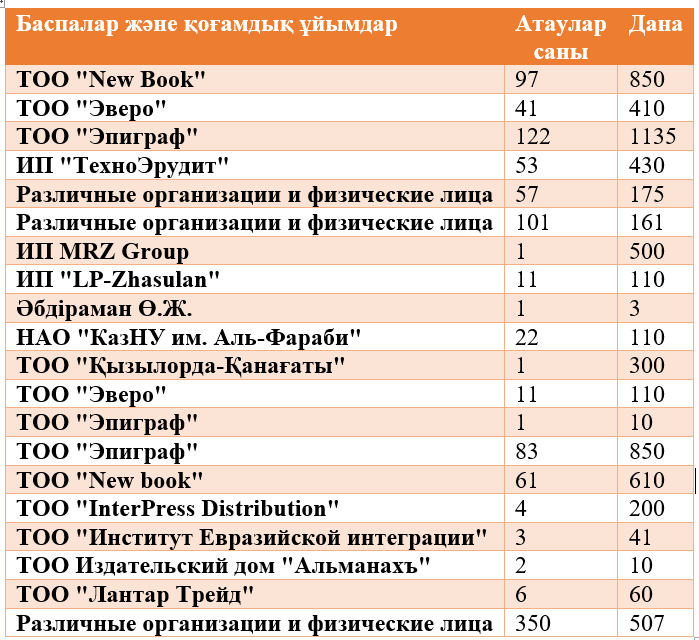 Баспалар және қоғамдық ұйымдар Атаулар саны Дана
ТОО "New Book" 97 850
ТОО "Эверо" 41 410
ТОО "Эпиграф" 122 1135
ИП "ТехноЭрудит" 53 430
Различные организации и физические лица 57 175
Различные организации и физические лица 101 161
ИП MRZ Group 1 500
ИП "LP-Zhasulan" 11 110
Әбдіраман Ө.Ж. 1 3
НАО "КазНУ им. Аль-Фараби" 22 110
ТОО "Қызылорда-Қанағаты" 1 300
ТОО "Эверо" 11 110
ТОО "Эпиграф" 1 10
ТОО "Эпиграф" 83 850
ТОО "New book" 61 610
ТОО "InterPress Distribution" 4 200
ТОО "Институт Евразийской интеграции" 3 41
ТОО Издательский дом "Альманахъ" 2 10
ТОО "Лантар Трейд" 6 60
Различные организации и физические лица 350 507